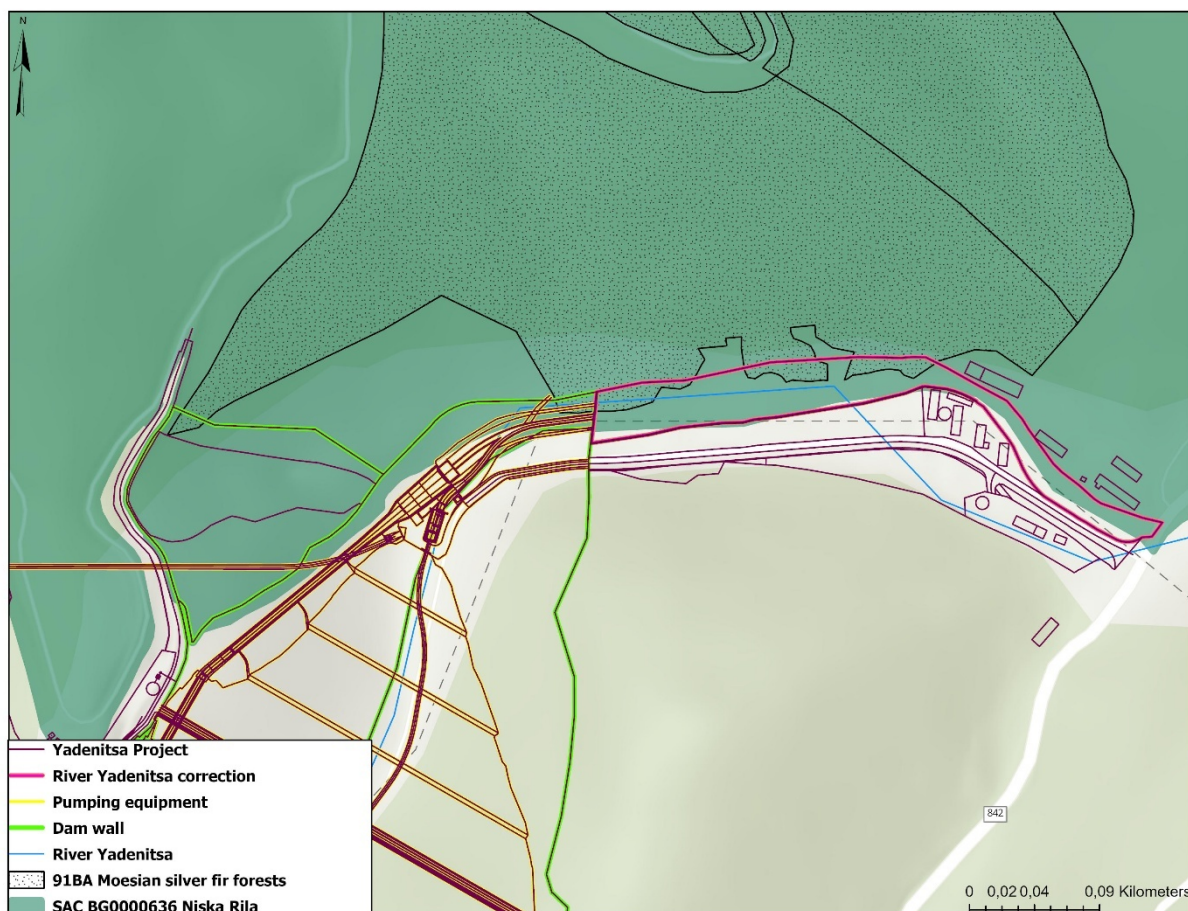 N
842
Yadenitsa Project
River Yadenitsa correction
Pumping equipment
Dam wall
River Yadenitsa
91BA Moesian silver fir forests
SAC BG0000636 Niska Rila
0 0,02 0,04 0,09 Kilometers